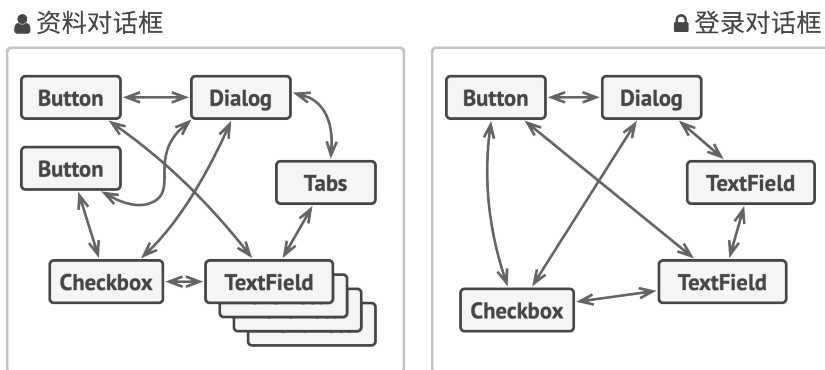 资料对话框
Button
Dialog
Button
Tabs
Checkbox
TextField
登录对话框
Button
Dialog
TextField
TextField
Checkbox